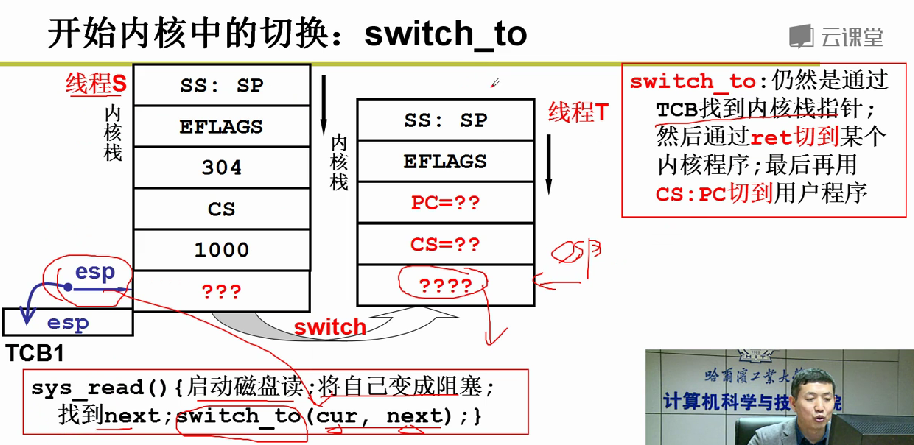 开始内核中的切换：switch_to
云课堂
线程S
内核栈
SS: SP
EFLAGS
304
CS
1000
???
esp
esp
TCB1
内核栈
线程T
SS: SP
EFLAGS
PC=??
CS=??
????
esp
switch
switch_to:仍然是通过
TCB找到内核栈指针;
然后通过ret切到某个
内核程序;最后再用
CS:PC切到用户程序
sys_read(){启动磁盘读;将自己变成阻塞;
找到next;switch_to(cur, next);}
哈尔滨工业大
计算机科学与技 院